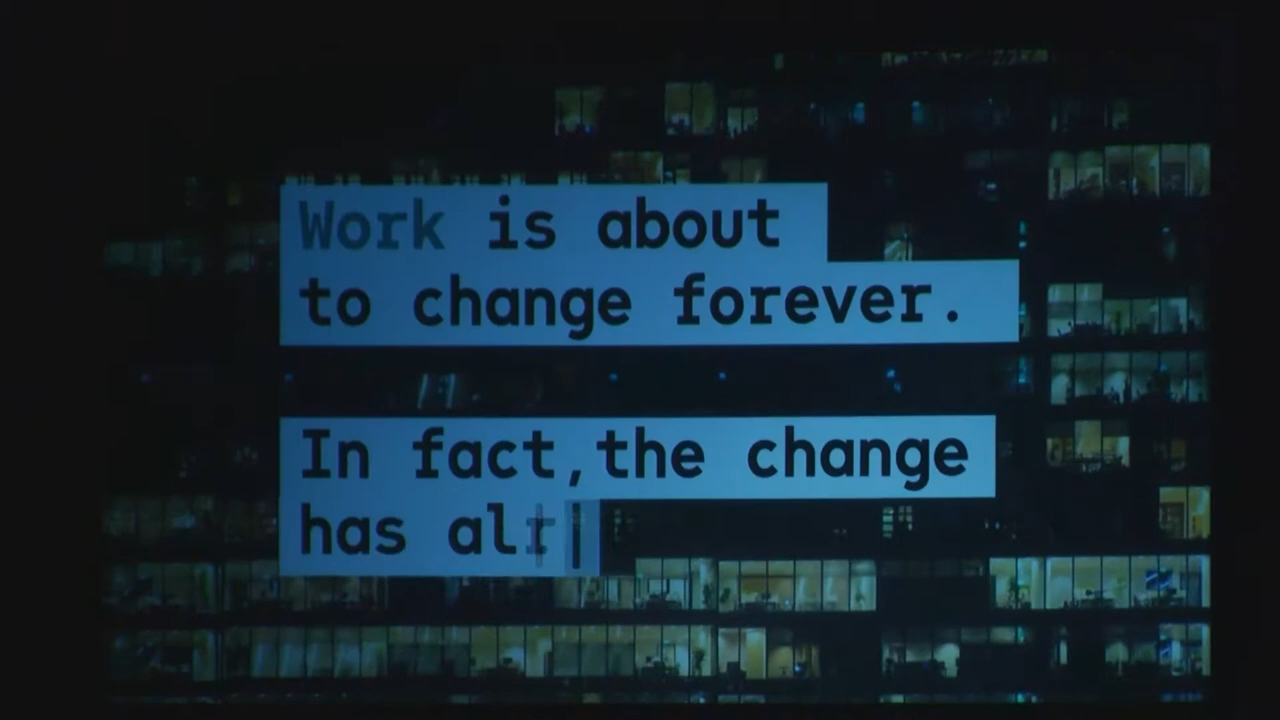 Work is about
to change forever.
In fact,the change
has alr